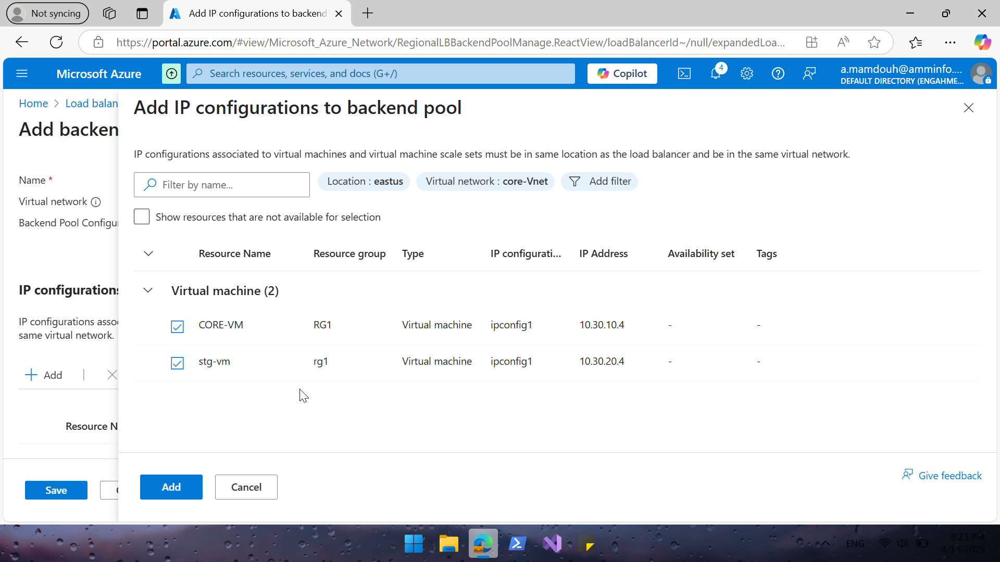 Not syncing
Add IP configurations to backend
https://portal.azure.com/#view/Microsoft_Azure_Network/RegionalLBBackendPoolManage.ReactView/loadBalancerId~/null/expandedLoa...
Microsoft Azure
Search resources, services, and docs (G+/)
Copilot
4
a.mamdouh@amminfo....
DEFAULT DIRECTORY (ENGAHME...
Home > Load balan
Add backen
Name *
Virtual network
Backend Pool Configur
IP configurations
IP configurations asso
same virtual network.
Add
Resource N
Save
Add IP configurations to backend pool
IP configurations associated to virtual machines and virtual machine scale sets must be in same location as the load balancer and be in the same virtual network.
Filter by name...
Location : eastus
Virtual network : core-Vnet
Add filter
Show resources that are not available for selection
Resource Name Resource group Type IP configurati... IP Address Availability set Tags
Virtual machine (2)
CORE-VM RG1 Virtual machine ipconfig1 10.30.10.4 - -
stg-vm rg1 Virtual machine ipconfig1 10.30.20.4 - -
Add
Cancel
Give feedback
ENG
9:23 PM
4/19/2025